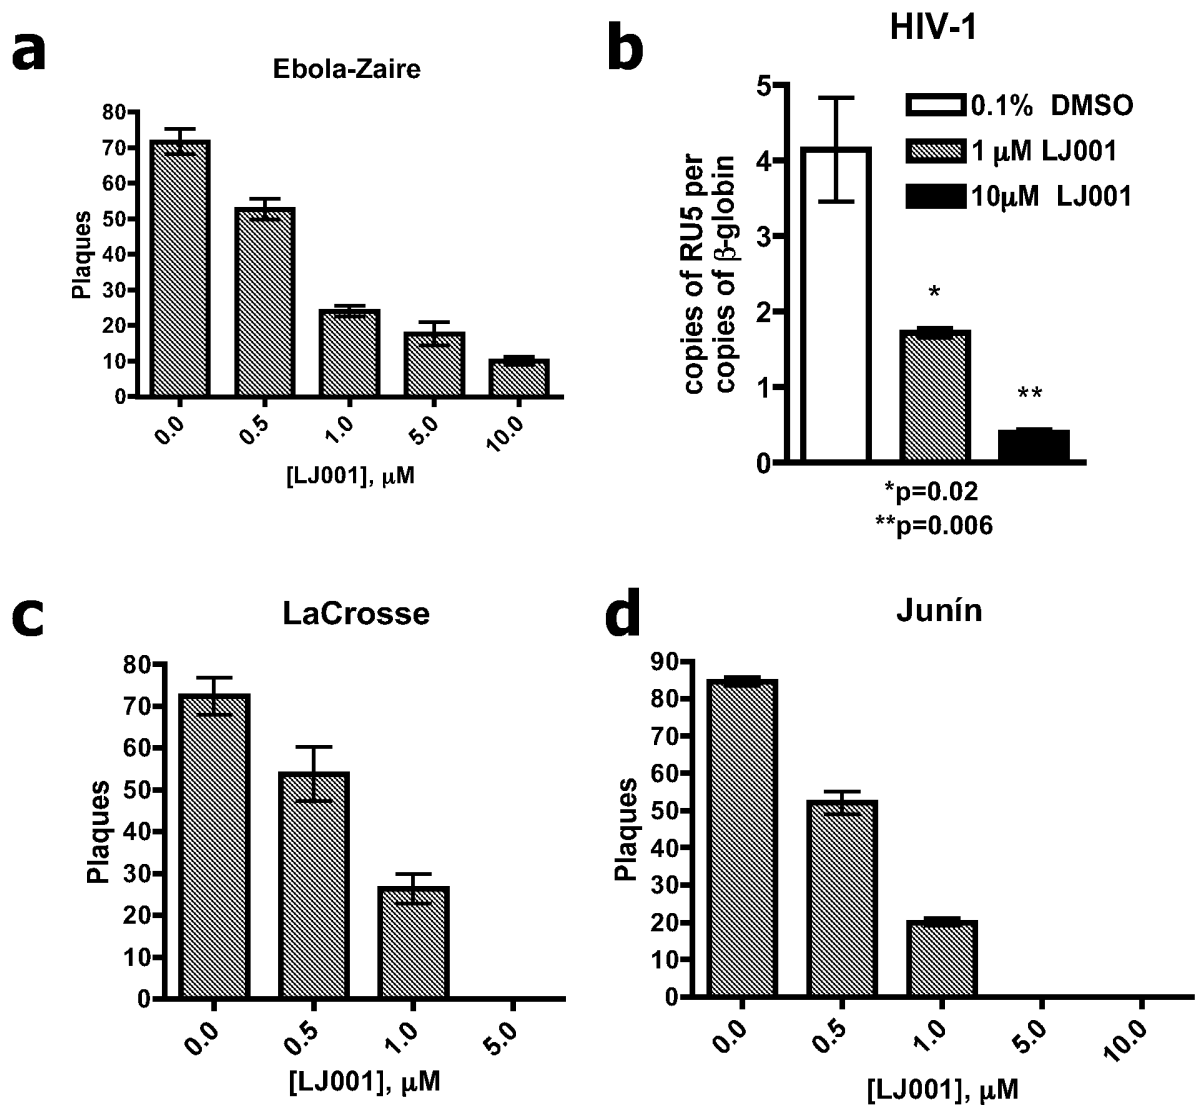 a
Ebola-Zaire
80
70
60
50
40
30
20
10
0
Plaques
0.0
0.5
1.0
5.0
10.0
[LJ001], μM
b
HIV-1
5
4
3
2
1
0
copies of RU5 per
copies of β-globin
0.1% DMSO
1 μM LJ001
10μM LJ001
*
**
*p=0.02
**p=0.006
c
LaCrosse
80
70
60
50
40
30
20
10
0
Plaques
0.0
0.5
1.0
5.0
[LJ001], μM
d
Junín
90
80
70
60
50
40
30
20
10
0
Plaques
0.0
0.5
1.0
5.0
10.0
[LJ001], μM